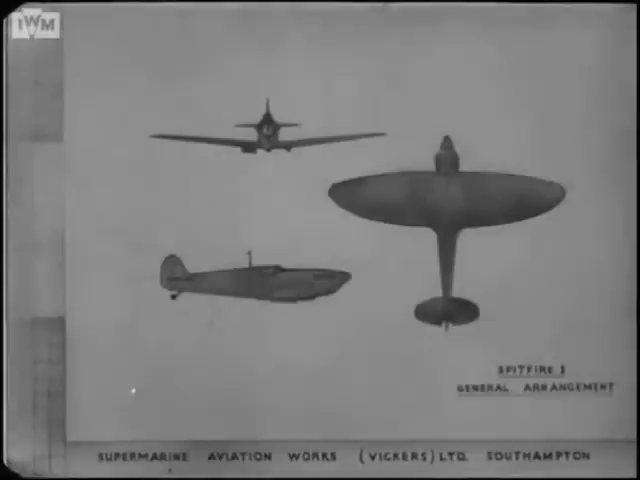 IWM
SPITFIRE I
GENERAL ARRANGEMENT
SUPERMARINE AVIATION WORKS (VICKERS) LTD. SOUTHAMPTON